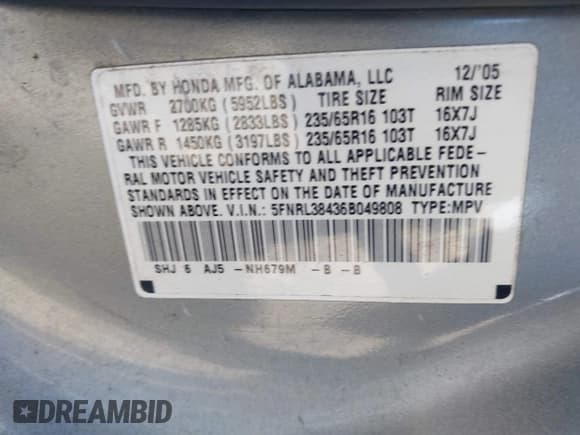 MFD. BY HONDA MFG. OF ALABAMA, LLC 12/'05
GVWR 2700KG (5952LBS) TIRE SIZE RIM SIZE
GAWR F 1285KG (2833LBS) 235/65R16 103T 16X7J
GAWR R 1450KG (3197LBS) 235/65R16 103T 16X7J
THIS VEHICLE CONFORMS TO ALL APPLICABLE FEDE-
RAL MOTOR VEHICLE SAFETY AND THEFT PREVENTION
STANDARDS IN EFFECT ON THE DATE OF MANUFACTURE
SHOWN ABOVE. V.I.N.: 5FNRL38436B049808 TYPE:MPV
SHJ 6 AJ5 -NH679M -B -B
DREAMBID